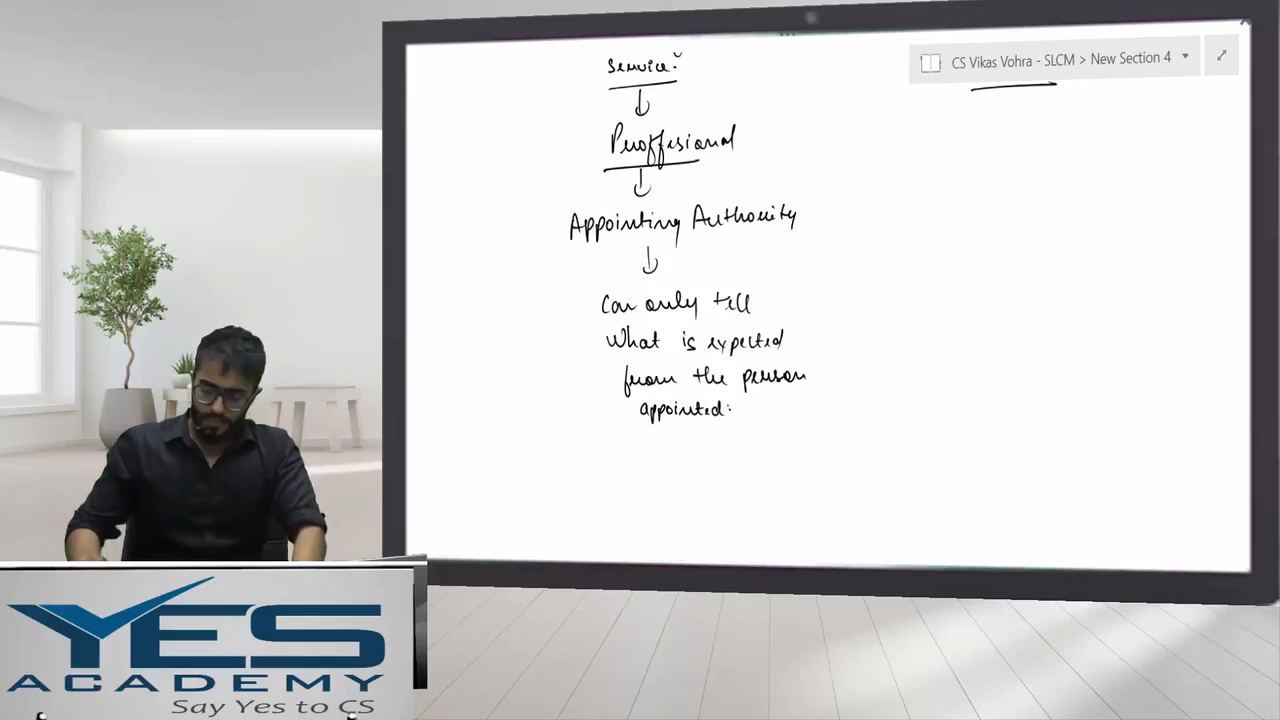 service:
CS Vikas Vohra - SLCM > New Section 4
Proffesional
Appointing Authority
Can only tell
What is expected
from the person
appointed:
YES
ACADEMY
Say Yes to CS